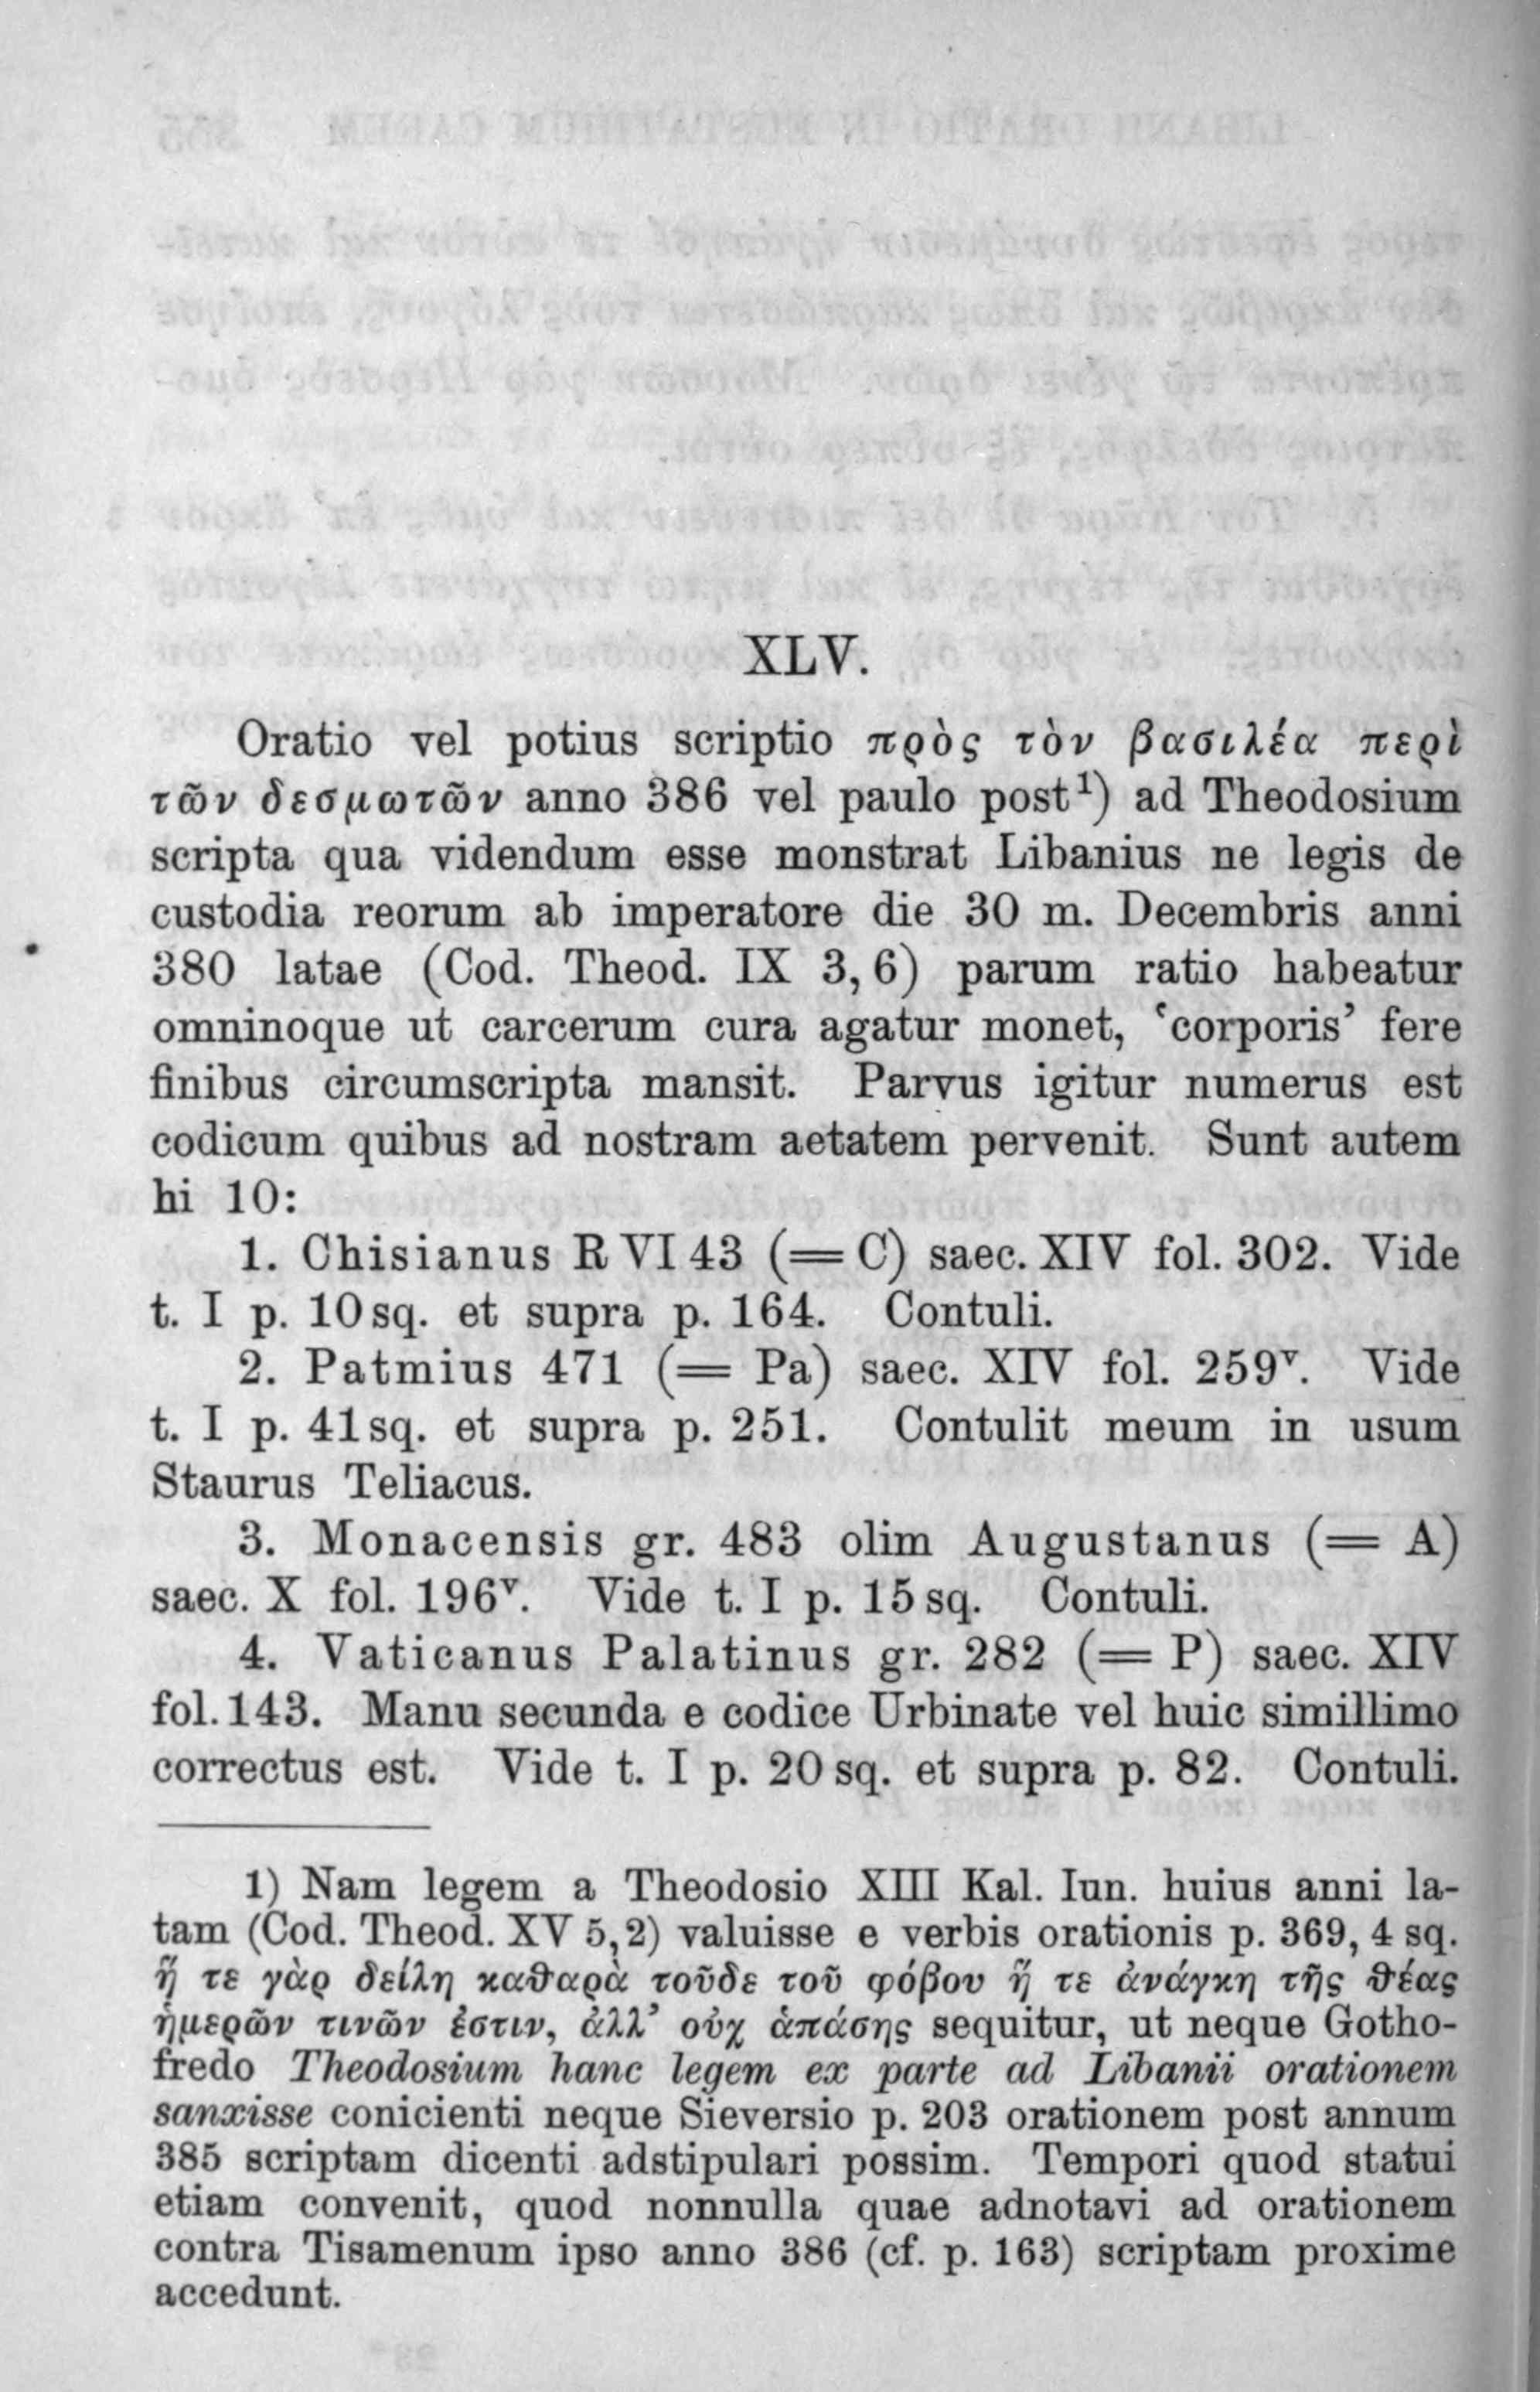 XLV.
Oratio vel potius scriptio πρὸς τὸν βασιλέα περὶ
τῶν δεσμωτῶν anno 386 vel paulo post¹) ad Theodosium
scripta qua videndum esse monstrat Libanius ne legis de
custodia reorum ab imperatore die 30 m. Decembris anni
380 latae (Cod. Theod. IX 3, 6) parum ratio habeatur
omninoque ut carcerum cura agatur monet, ‘corporis’ fere
finibus circumscripta mansit. Parvus igitur numerus est
codicum quibus ad nostram aetatem pervenit. Sunt autem
hi 10:
1. Chisianus R VI 43 (= C) saec. XIV fol. 302. Vide
t. I p. 10 sq. et supra p. 164. Contuli.
2. Patmius 471 (= Pa) saec. XIV fol. 259ᵛ. Vide
t. I p. 41 sq. et supra p. 251. Contulit meum in usum
Staurus Teliacus.
3. Monacensis gr. 483 olim Augustanus (= A)
saec. X fol. 196ᵛ. Vide t. I p. 15 sq. Contuli.
4. Vaticanus Palatinus gr. 282 (= P) saec. XIV
fol. 143. Manu secunda e codice Urbinate vel huic simillimo
correctus est. Vide t. I p. 20 sq. et supra p. 82. Contuli.
1) Nam legem a Theodosio XIII Kal. Iun. huius anni la-
tam (Cod. Theod. XV 5, 2) valuisse e verbis orationis p. 369, 4 sq.
ἥ τε γὰρ δείλη καθαρὰ τοῦδε τοῦ φόβου ἥ τε ἀνάγκη τῆς θέας
ἡμερῶν τινῶν ἐστιν, ἀλλ’ οὐχ ἁπάσης sequitur, ut neque Gotho-
fredo Theodosium hanc legem ex parte ad Libanii orationem
sanxisse conicienti neque Sieversio p. 203 orationem post annum
385 scriptam dicenti adstipulari possim. Tempori quod statui
etiam convenit, quod nonnulla quae adnotavi ad orationem
contra Tisamenum ipso anno 386 (cf. p. 163) scriptam proxime
accedunt.